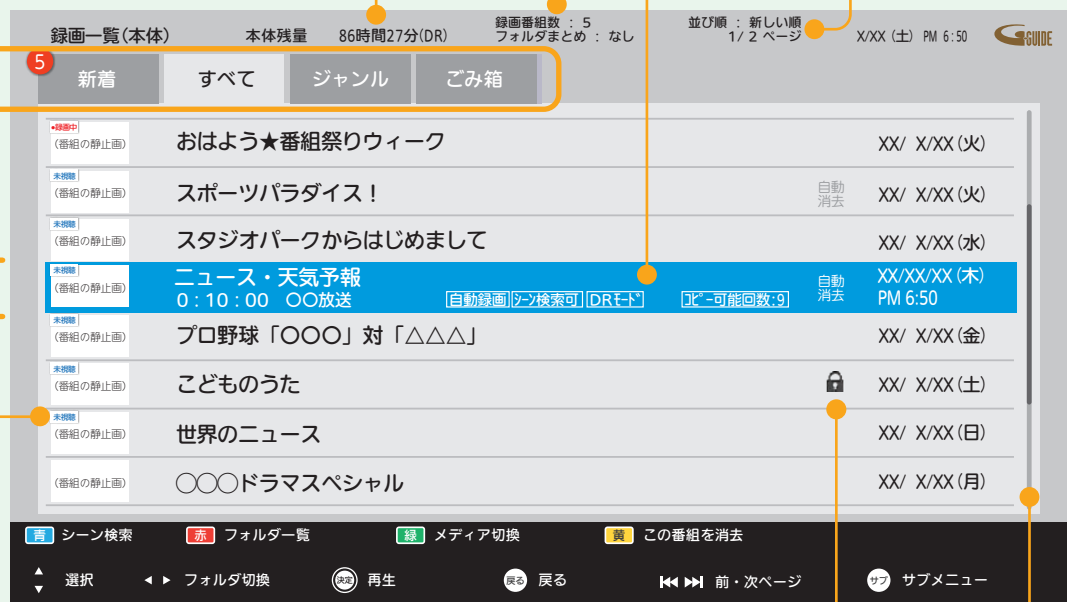 録画一覧(本体) 本体残量 86時間27分(DR) 録画番組数 : 5 並び順 : 新しい順
フォルダまとめ : なし 1/ 2 ページ X/XX (土) PM 6:50 G-GUIDE
5
新着 すべて ジャンル ごみ箱
●録画中
(番組の静止画) おはよう★番組祭りウィーク XX/ X/XX(火)
未視聴
(番組の静止画) スポーツパラダイス！ 自動
消去 XX/ X/XX(火)
未視聴
(番組の静止画) スタジオパークからはじめまして XX/ X/XX(水)
未視聴
(番組の静止画) ニュース・天気予報 自動
消去 XX/XX/XX(木)
0:10:00 〇〇放送 自動録画 ｼｰﾝ検索可 DRﾓｰﾄﾞ ｺﾋﾟｰ可能回数:9 PM 6:50
未視聴
(番組の静止画) プロ野球「〇〇〇」対「△△△」 XX/ X/XX(金)
未視聴
(番組の静止画) こどものうた XX/ X/XX(土)
未視聴
(番組の静止画) 世界のニュース XX/ X/XX(日)
(番組の静止画) 〇〇〇ドラマスペシャル XX/ X/XX(月)
青 シーン検索 赤 フォルダ一覧 緑 メディア切換 黄 この番組を消去
選択 フォルダ切換 決定 再生 戻る 戻る 前・次ページ サブ サブメニュー